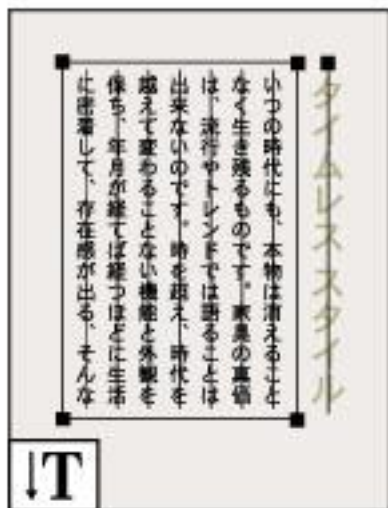 タイムレス スタイル
いつの時代にも、本物は消えること
なく生き残るものです。家具の真価
は、流行やトレンドでは語ることは
出来ないのです。時を超え、時代を
越えて変わることない機能と外観を
保ち、年月が経てば経つほどに生活
に密着して、存在感が出る、そんな
T